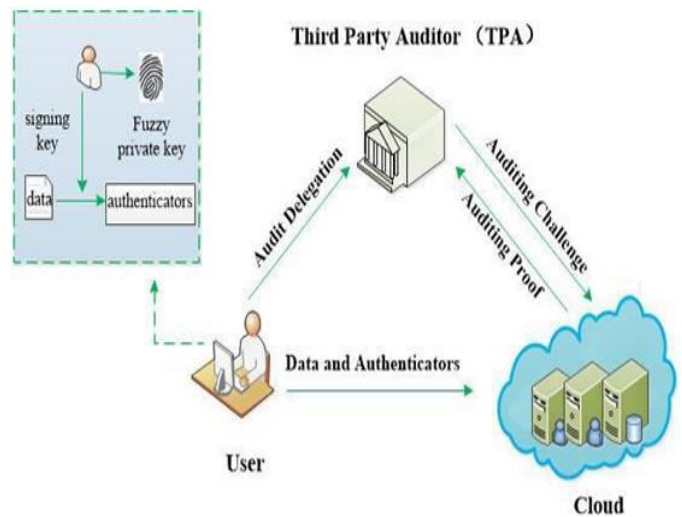 Third Party Auditor （TPA）
signing
key
Fuzzy
private key
data
authenticators
Audit Delegation
Auditing Challenge
Auditing Proof
Data and Authenticators
User
Cloud